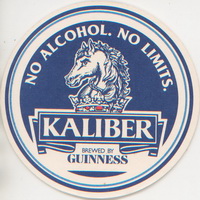 NO ALCOHOL. NO LIMITS.
KALIBER
BREWED BY
GUINNESS